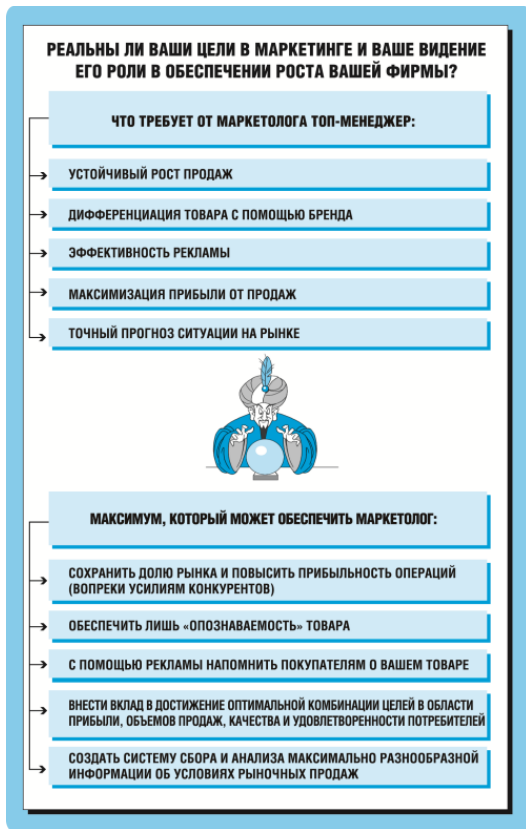 РЕАЛЬНЫ ЛИ ВАШИ ЦЕЛИ В МАРКЕТИНГЕ И ВАШЕ ВИДЕНИЕ
ЕГО РОЛИ В ОБЕСПЕЧЕНИИ РОСТА ВАШЕЙ ФИРМЫ?
ЧТО ТРЕБУЕТ ОТ МАРКЕТОЛОГА ТОП-МЕНЕДЖЕР:
УСТОЙЧИВЫЙ РОСТ ПРОДАЖ
ДИФФЕРЕНЦИАЦИЯ ТОВАРА С ПОМОЩЬЮ БРЕНДА
ЭФФЕКТИВНОСТЬ РЕКЛАМЫ
МАКСИМИЗАЦИЯ ПРИБЫЛИ ОТ ПРОДАЖ
ТОЧНЫЙ ПРОГНОЗ СИТУАЦИИ НА РЫНКЕ
МАКСИМУМ, КОТОРЫЙ МОЖЕТ ОБЕСПЕЧИТЬ МАРКЕТОЛОГ:
СОХРАНИТЬ ДОЛЮ РЫНКА И ПОВЫСИТЬ ПРИБЫЛЬНОСТЬ ОПЕРАЦИЙ
(ВОПРЕКИ УСИЛИЯМ КОНКУРЕНТОВ)
ОБЕСПЕЧИТЬ ЛИШЬ «ОПОЗНАВАЕМОСТЬ» ТОВАРА
С ПОМОЩЬЮ РЕКЛАМЫ НАПОМНИТЬ ПОКУПАТЕЛЯМ О ВАШЕМ ТОВАРЕ
ВНЕСТИ ВКЛАД В ДОСТИЖЕНИЕ ОПТИМАЛЬНОЙ КОМБИНАЦИИ ЦЕЛЕЙ В ОБЛАСТИ
ПРИБЫЛИ, ОБЪЕМОВ ПРОДАЖ, КАЧЕСТВА И УДОВЛЕТВОРЕННОСТИ ПОТРЕБИТЕЛЕЙ
СОЗДАТЬ СИСТЕМУ СБОРА И АНАЛИЗА МАКСИМАЛЬНО РАЗНООБРАЗНОЙ
ИНФОРМАЦИИ ОБ УСЛОВИЯХ РЫНОЧНЫХ ПРОДАЖ